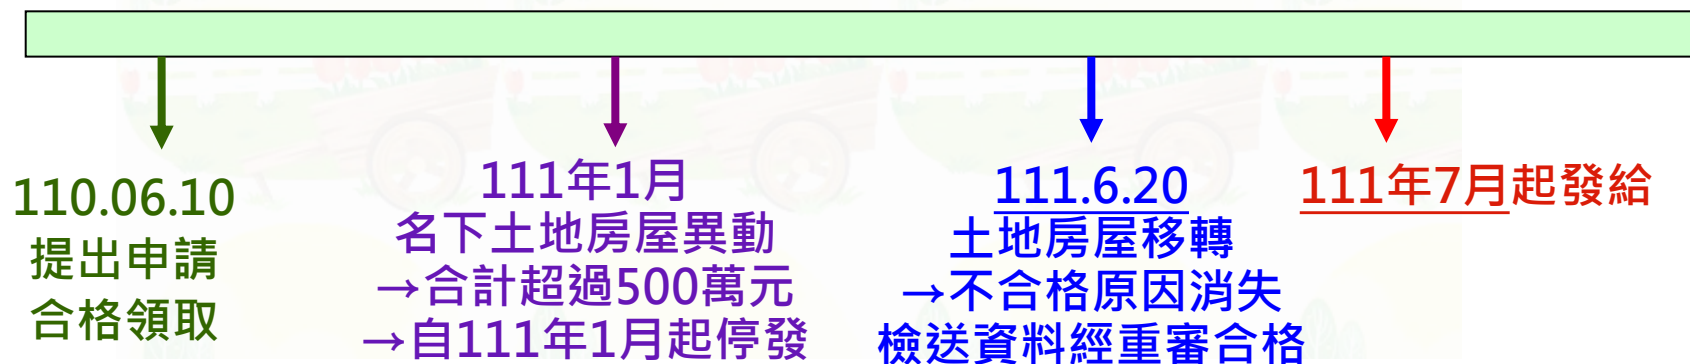 110.06.10
提出申請
合格領取
111年1月
名下土地房屋異動
→合計超過500萬元
→自111年1月起停發
111.6.20
土地房屋移轉
→不合格原因消失
檢送資料經重審合格
111年7月起發給